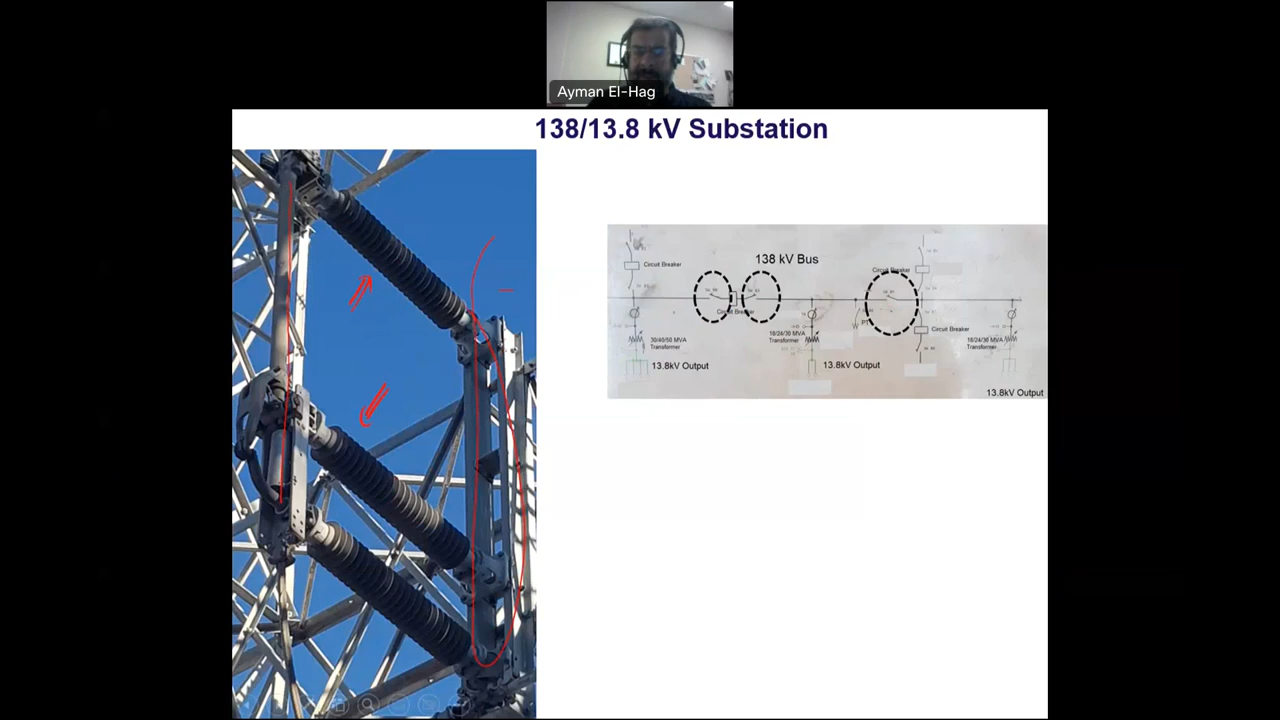 Ayman El-Hag
138/13.8 kV Substation
138 kV Bus
Circuit Breaker
Circuit Breaker
Circuit Breaker
Circuit Breaker
PT
30/40/50 MVA
Transformer
18/24/30 MVA
Transformer
18/24/30 MVA
Transformer
13.8kV Output
13.8kV Output
13.8kV Output